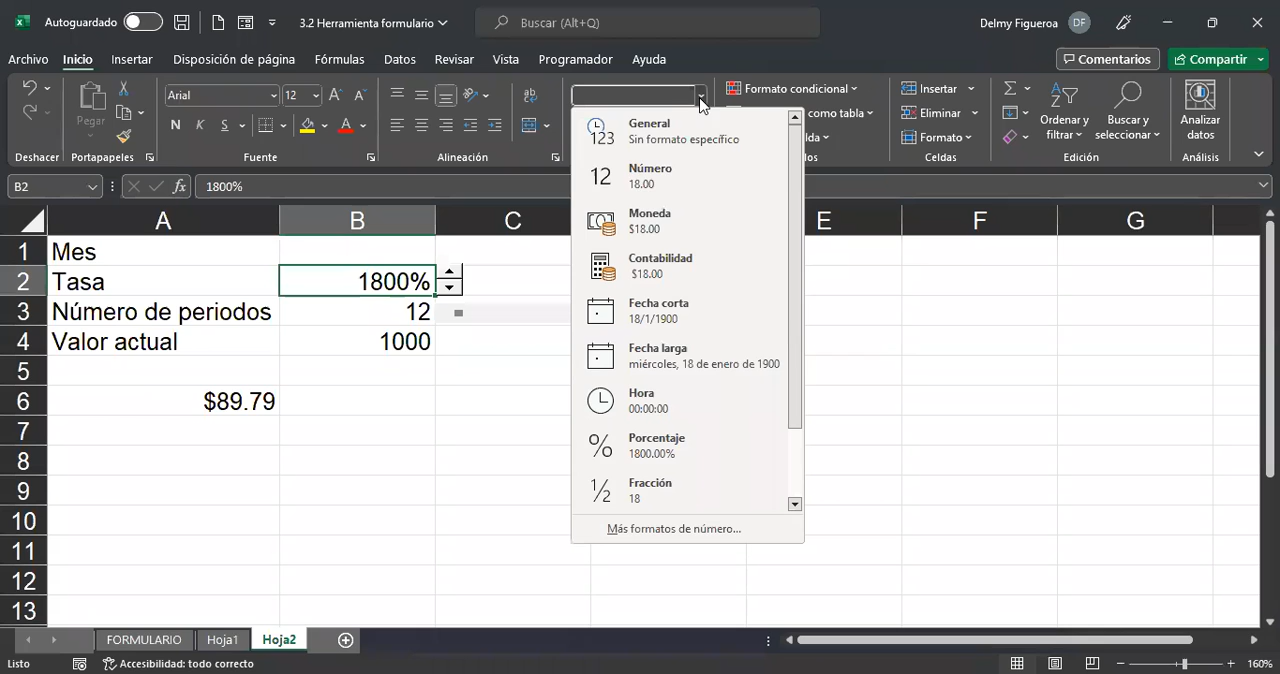 Autoguardado
3.2 Herramienta formulario
Buscar (Alt+Q)
Delmy Figueroa
DF
Archivo
Inicio
Insertar
Disposición de página
Fórmulas
Datos
Revisar
Vista
Programador
Ayuda
Comentarios
Compartir
Pegar
Arial
12
N
K
S
Formato condicional
como tabla
lda
Insertar
Eliminar
Formato
Ordenar y
filtrar
Buscar y
seleccionar
Analizar
datos
Deshacer
Portapapeles
Fuente
Alineación
los
Celdas
Edición
Análisis
B2
fx
1800%
General
Sin formato específico
Número
18.00
Moneda
$18.00
Contabilidad
$18.00
Fecha corta
18/1/1900
Fecha larga
miércoles, 18 de enero de 1900
Hora
00:00:00
Porcentaje
1800.00%
Fracción
18
Más formatos de número...
A
B
C
E
F
G
1
Mes
2
Tasa
1800%
3
Número de periodos
12
4
Valor actual
1000
5
6
$89.79
7
8
9
10
11
12
13
FORMULARIO
Hoja1
Hoja2
Listo
Accesibilidad: todo correcto
160%